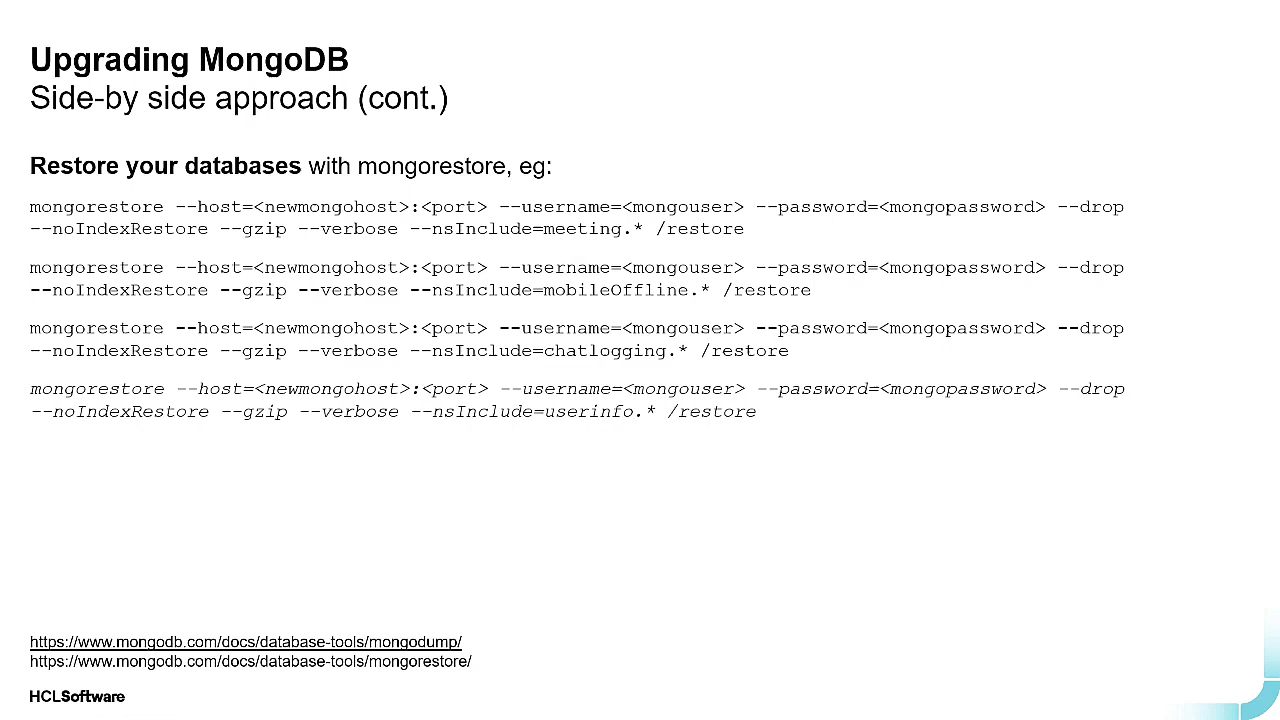 Upgrading MongoDB
Side-by side approach (cont.)
Restore your databases with mongorestore, eg:
mongorestore --host=<newmongohost>:<port> --username=<mongouser> --password=<mongopassword> --drop
--noIndexRestore --gzip --verbose --nsInclude=meeting.* /restore
mongorestore --host=<newmongohost>:<port> --username=<mongouser> --password=<mongopassword> --drop
--noIndexRestore --gzip --verbose --nsInclude=mobileOffline.* /restore
mongorestore --host=<newmongohost>:<port> --username=<mongouser> --password=<mongopassword> --drop
--noIndexRestore --gzip --verbose --nsInclude=chatlogging.* /restore
mongorestore --host=<newmongohost>:<port> --username=<mongouser> --password=<mongopassword> --drop
--noIndexRestore --gzip --verbose --nsInclude=userinfo.* /restore
https://www.mongodb.com/docs/database-tools/mongodump/
https://www.mongodb.com/docs/database-tools/mongorestore/
HCLSoftware